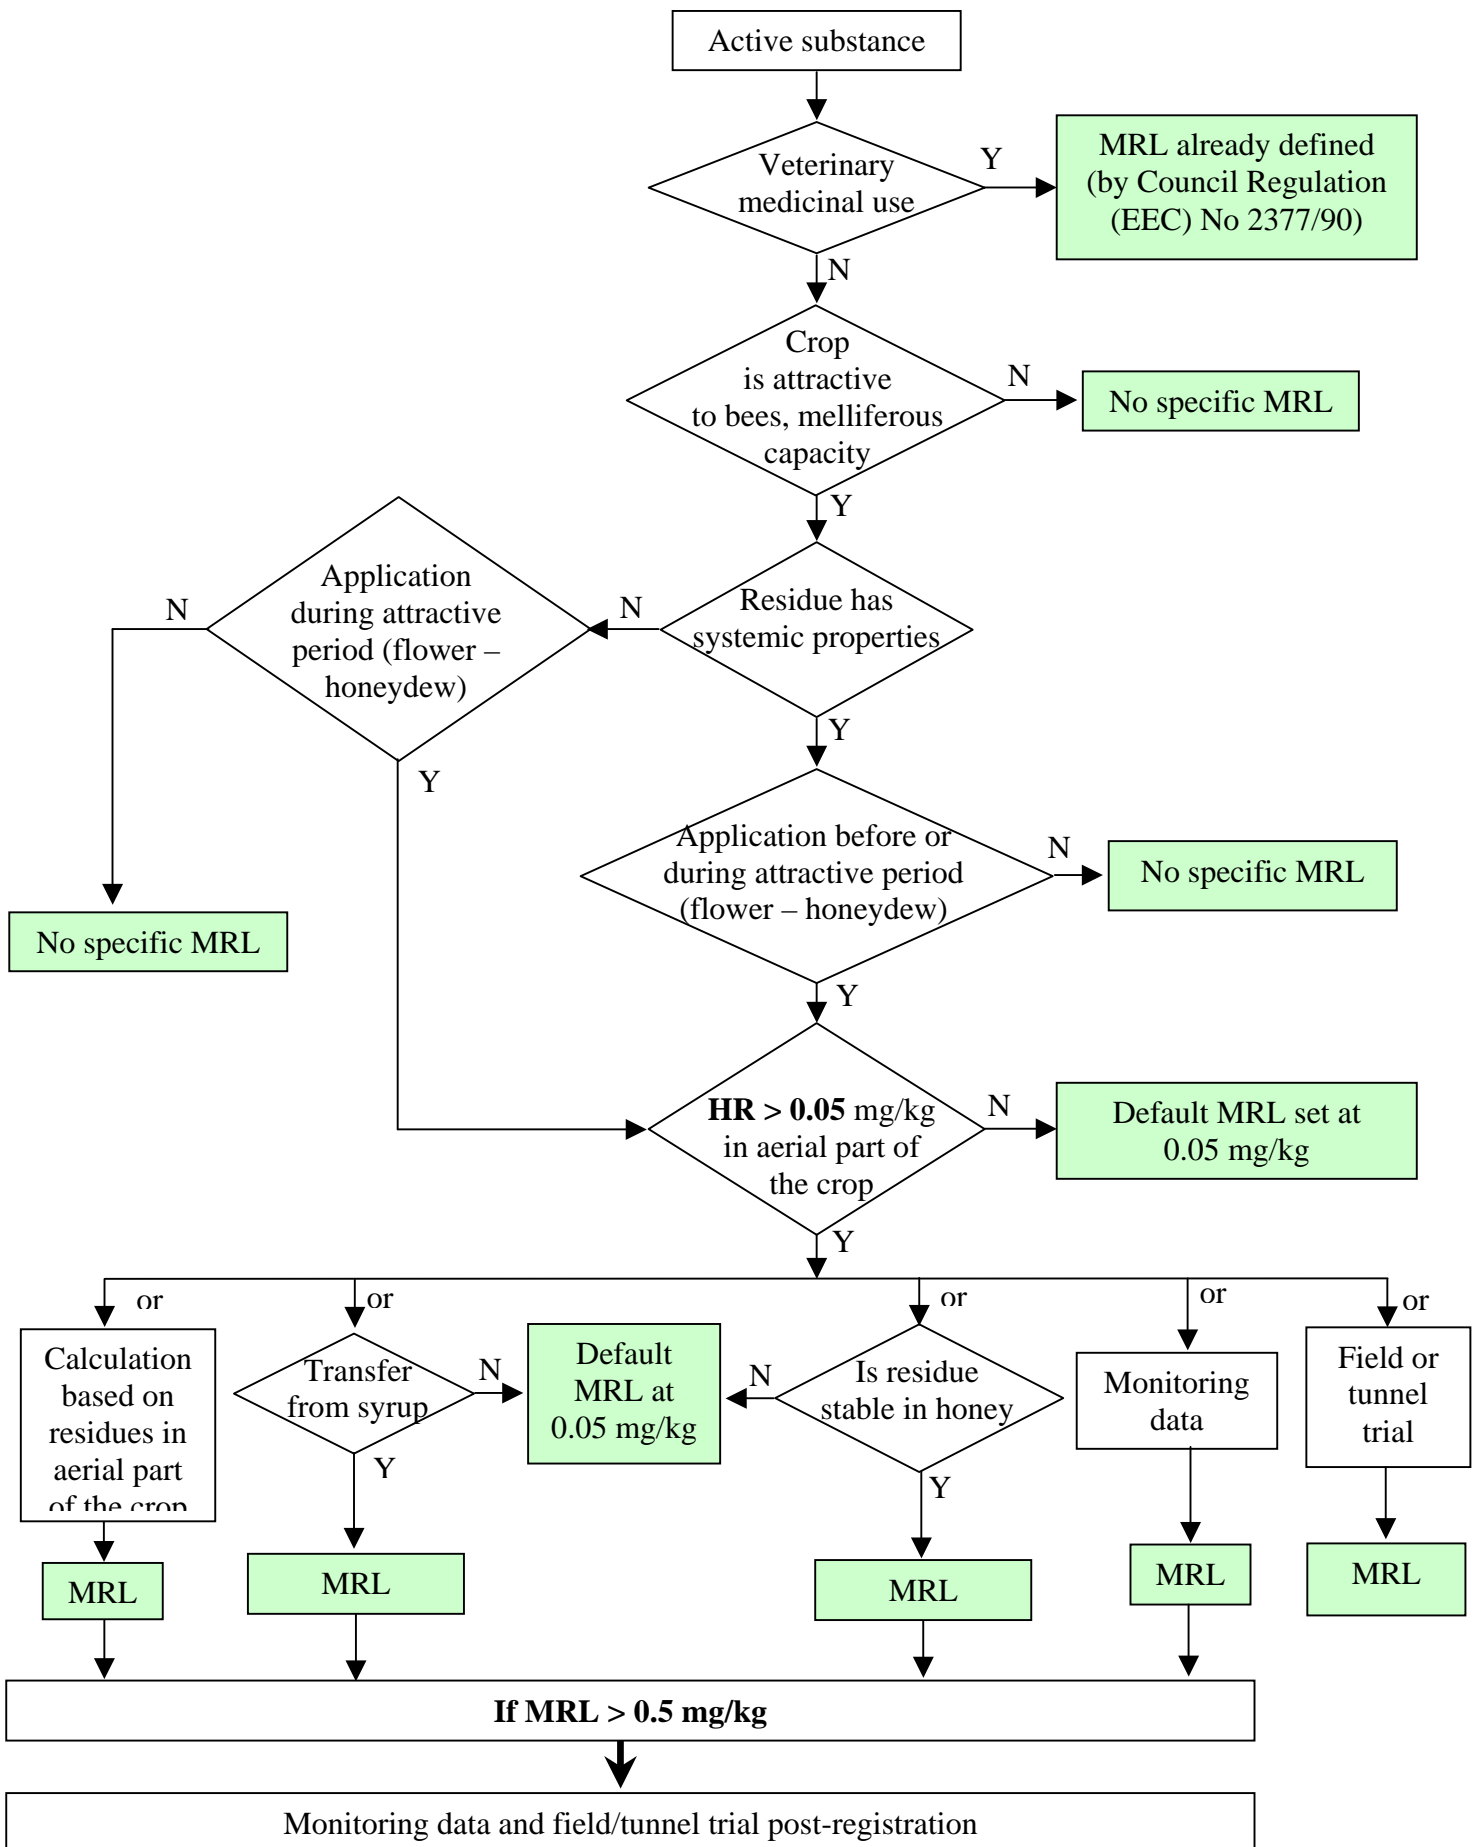 Active substance
Veterinary
medicinal use
Y
MRL already defined
(by Council Regulation
(EEC) No 2377/90)
N
Crop
is attractive
to bees, melliferous
capacity
N
No specific MRL
Y
Residue has
systemic properties
N
Application
during attractive
period (flower –
honeydew)
N
No specific MRL
Y
Y
Application before or
during attractive period
(flower – honeydew)
N
No specific MRL
Y
HR > 0.05 mg/kg
in aerial part of
the crop
N
Default MRL set at
0.05 mg/kg
Y
or
or
or
or
or
Calculation
based on
residues in
aerial part
of the crop
Transfer
from syrup
N
Y
Default
MRL at
0.05 mg/kg
Is residue
stable in honey
N
Y
Monitoring
data
Field or
tunnel
trial
MRL
MRL
MRL
MRL
MRL
If MRL > 0.5 mg/kg
Monitoring data and field/tunnel trial post-registration